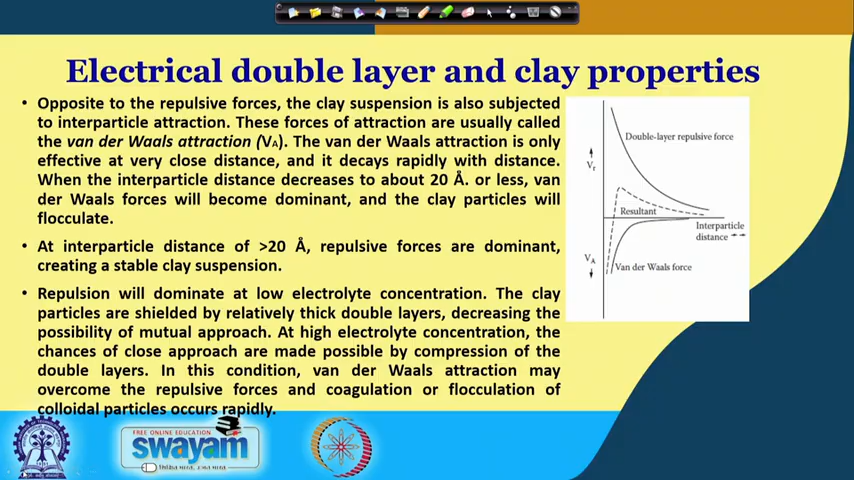 Electrical double layer and clay properties
• Opposite to the repulsive forces, the clay suspension is also subjected
to interparticle attraction. These forces of attraction are usually called
the van der Waals attraction (VA). The van der Waals attraction is only
effective at very close distance, and it decays rapidly with distance.
When the interparticle distance decreases to about 20 Å. or less, van
der Waals forces will become dominant, and the clay particles will
flocculate.
• At interparticle distance of >20 Å, repulsive forces are dominant,
creating a stable clay suspension.
• Repulsion will dominate at low electrolyte concentration. The clay
particles are shielded by relatively thick double layers, decreasing the
possibility of mutual approach. At high electrolyte concentration, the
chances of close approach are made possible by compression of the
double layers. In this condition, van der Waals attraction may
overcome the repulsive forces and coagulation or flocculation of
colloidal particles occurs rapidly.
Double-layer repulsive force
Vr
Resultant
Interparticle
distance
VA
Van der Waals force
FREE ONLINE EDUCATION
swayam